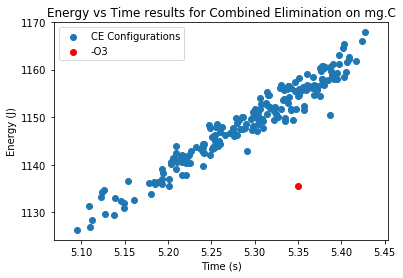 Energy vs Time results for Combined Elimination on mg.C
CE Configurations
-O3
Energy (J)
1170
1160
1150
1140
1130
5.10 5.15 5.20 5.25 5.30 5.35 5.40 5.45
Time (s)